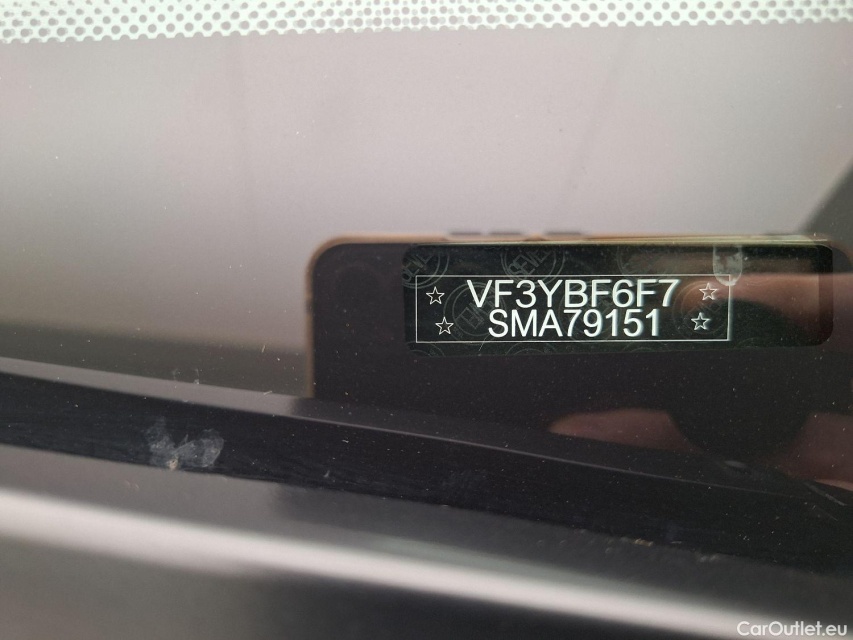 ☆ VF3YBF6F7 ☆
☆ SMA79151 ☆
CarOutlet.eu